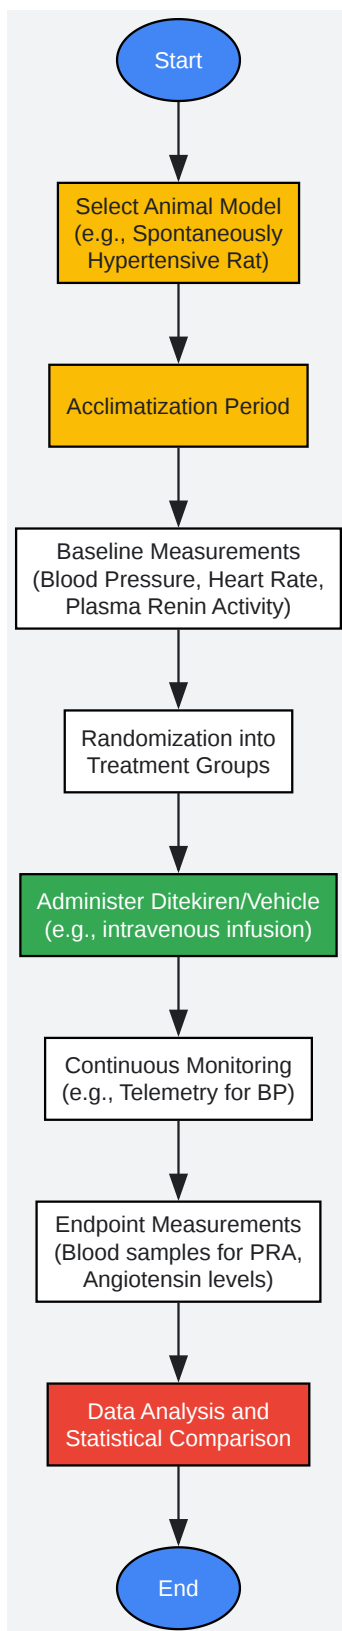 Start
Select Animal Model
(e.g., Spontaneously
Hypertensive Rat)
Acclimatization Period
Baseline Measurements
(Blood Pressure, Heart Rate,
Plasma Renin Activity)
Randomization into
Treatment Groups
Administer Ditekiren/Vehicle
(e.g., intravenous infusion)
Continuous Monitoring
(e.g., Telemetry for BP)
Endpoint Measurements
(Blood samples for PRA,
Angiotensin levels)
Data Analysis and
Statistical Comparison
End